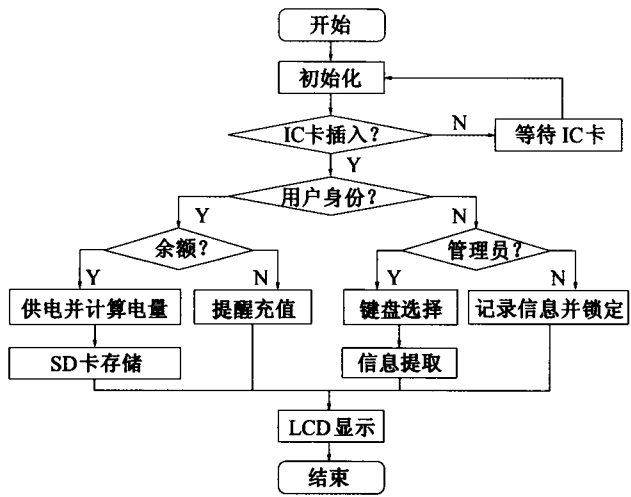 开始
初始化
IC卡插入?
N
等待 IC 卡
Y
用户身份?
Y
N
余额?
管理员?
Y
N
Y
N
供电并计算电量
提醒充值
键盘选择
记录信息并锁定
SD卡存储
信息提取
LCD显示
结束